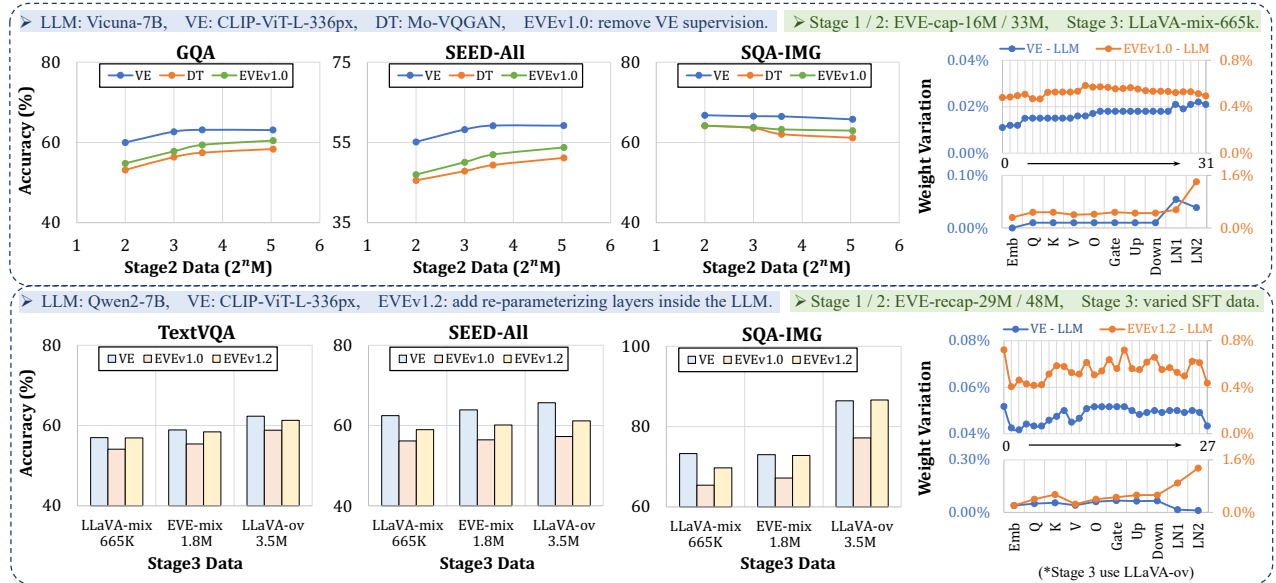 ➢ LLM: Vicuna-7B, VE: CLIP-ViT-L-336px, DT: Mo-VQGAN, EVEv1.0: remove VE supervision.
➢ Stage 1 / 2: EVE-cap-16M / 33M, Stage 3: LLaVA-mix-665k.
GQA
Accuracy (%)
80
60
40
VE DT EVEv1.0
1 2 3 4 5 6
Stage2 Data (2ⁿM)
SEED-All
75
55
35
VE DT EVEv1.0
1 2 3 4 5 6
Stage2 Data (2ⁿM)
SQA-IMG
80
60
40
VE DT EVEv1.0
1 2 3 4 5 6
Stage2 Data (2ⁿM)
VE - LLM EVEv1.0 - LLM
Weight Variation
0.04% 0.8%
0.02% 0.4%
0.00% 0.0%
0 31
0.10% 1.6%
0.00% 0.0%
Emb Q K V O Gate Up Down LN1 LN2
➢ LLM: Qwen2-7B, VE: CLIP-ViT-L-336px, EVEv1.2: add re-parameterizing layers inside the LLM.
➢ Stage 1 / 2: EVE-recap-29M / 48M, Stage 3: varied SFT data.
TextVQA
Accuracy (%)
80
60
40
VE EVEv1.0 EVEv1.2
LLaVA-mix EVE-mix LLaVA-ov
665K 1.8M 3.5M
Stage3 Data
SEED-All
80
60
40
VE EVEv1.0 EVEv1.2
LLaVA-mix EVE-mix LLaVA-ov
665K 1.8M 3.5M
Stage3 Data
SQA-IMG
100
80
60
VE EVEv1.0 EVEv1.2
LLaVA-mix EVE-mix LLaVA-ov
665K 1.8M 3.5M
Stage3 Data
VE - LLM EVEv1.2 - LLM
Weight Variation
0.08% 0.8%
0.06% 0.4%
0.04% 0.0%
0 27
0.30% 1.6%
0.00% 0.0%
Emb Q K V O Gate Up Down LN1 LN2
(*Stage 3 use LLaVA-ov)